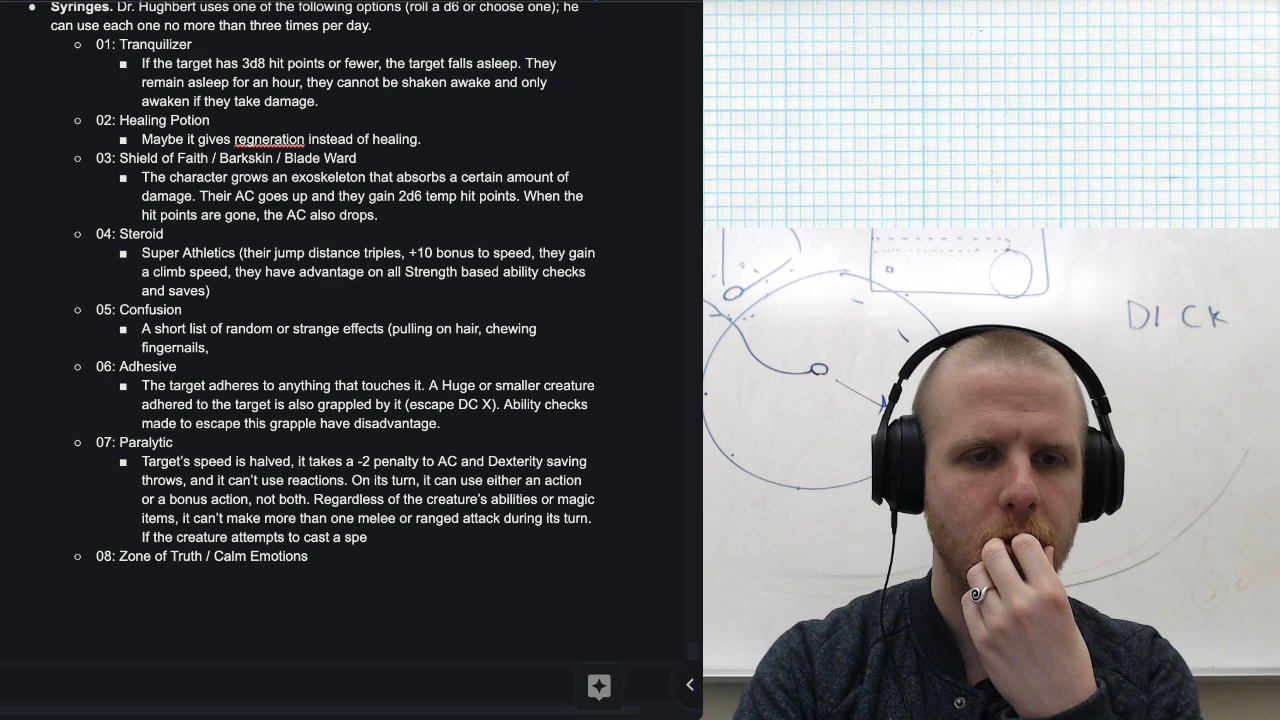 Syringes. Dr. Hughbert uses one of the following options (roll a d6 or choose one); he
can use each one no more than three times per day.
01: Tranquilizer
If the target has 3d8 hit points or fewer, the target falls asleep. They
remain asleep for an hour, they cannot be shaken awake and only
awaken if they take damage.
02: Healing Potion
Maybe it gives regneration instead of healing.
03: Shield of Faith / Barkskin / Blade Ward
The character grows an exoskeleton that absorbs a certain amount of
damage. Their AC goes up and they gain 2d6 temp hit points. When the
hit points are gone, the AC also drops.
04: Steroid
Super Athletics (their jump distance triples, +10 bonus to speed, they gain
a climb speed, they have advantage on all Strength based ability checks
and saves)
05: Confusion
A short list of random or strange effects (pulling on hair, chewing
fingernails,
06: Adhesive
The target adheres to anything that touches it. A Huge or smaller creature
adhered to the target is also grappled by it (escape DC X). Ability checks
made to escape this grapple have disadvantage.
07: Paralytic
Target's speed is halved, it takes a -2 penalty to AC and Dexterity saving
throws, and it can't use reactions. On its turn, it can use either an action
or a bonus action, not both. Regardless of the creature's abilities or magic
items, it can't make more than one melee or ranged attack during its turn.
If the creature attempts to cast a spe
08: Zone of Truth / Calm Emotions
DICK